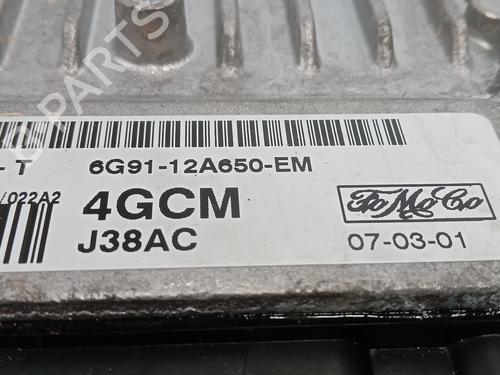 PARTS
- T 6G91-12A650-EM
/022A2 4GCM
FoMoCo
J38AC 07-03-01